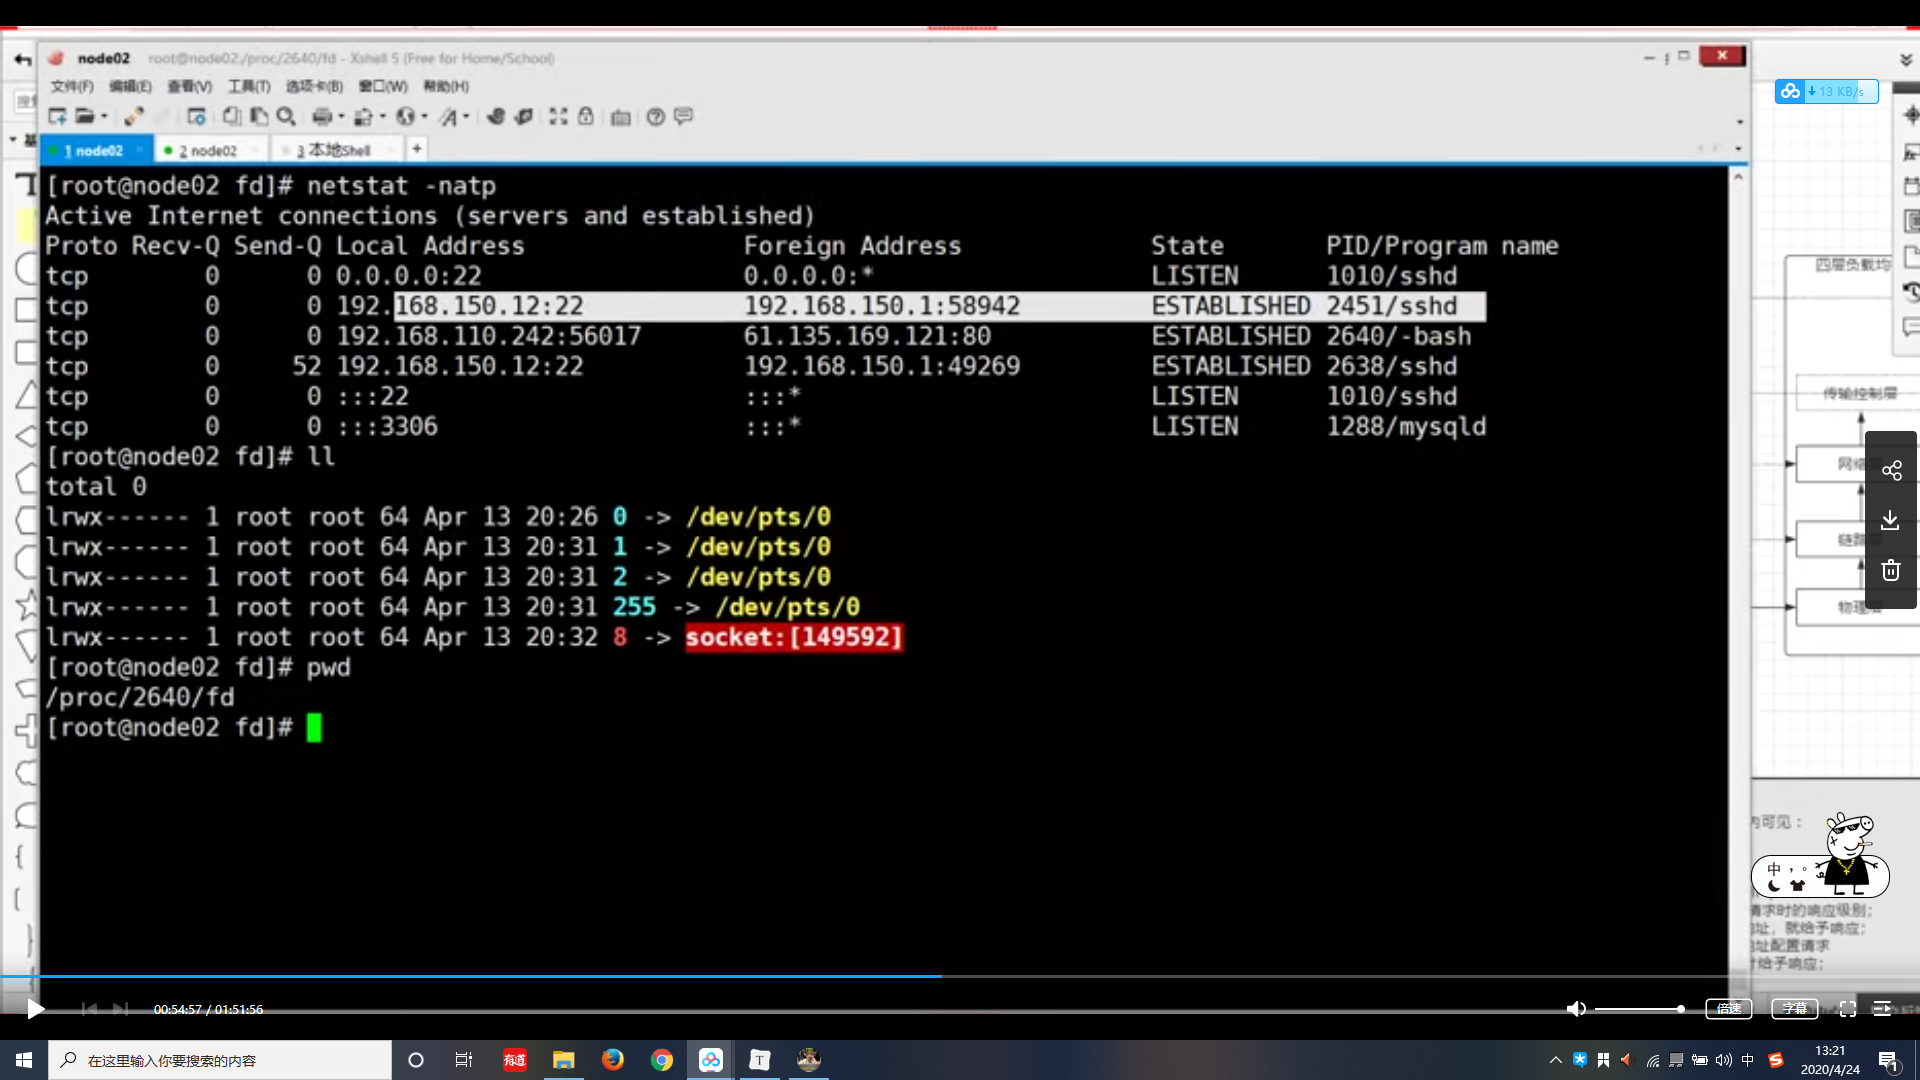 node02 root@node02:/proc/2640/fd - Xshell 5 (Free for Home/School)
文件(F) 编辑(E) 查看(V) 工具(T) 选项卡(B) 窗口(W) 帮助(H)
13 KB/s
1 node02 2 node02 3 本地Shell +
[root@node02 fd]# netstat -natp
Active Internet connections (servers and established)
Proto Recv-Q Send-Q Local Address Foreign Address State PID/Program name
tcp 0 0 0.0.0.0:22 0.0.0.0:* LISTEN 1010/sshd
tcp 0 0 192.168.150.12:22 192.168.150.1:58942 ESTABLISHED 2451/sshd
tcp 0 0 192.168.110.242:56017 61.135.169.121:80 ESTABLISHED 2640/-bash
tcp 0 52 192.168.150.12:22 192.168.150.1:49269 ESTABLISHED 2638/sshd
tcp 0 0 :::22 :::* LISTEN 1010/sshd
tcp 0 0 :::3306 :::* LISTEN 1288/mysqld
[root@node02 fd]# ll
total 0
lrwx------ 1 root root 64 Apr 13 20:26 0 -> /dev/pts/0
lrwx------ 1 root root 64 Apr 13 20:31 1 -> /dev/pts/0
lrwx------ 1 root root 64 Apr 13 20:31 2 -> /dev/pts/0
lrwx------ 1 root root 64 Apr 13 20:31 255 -> /dev/pts/0
lrwx------ 1 root root 64 Apr 13 20:32 8 -> socket:[149592]
[root@node02 fd]# pwd
/proc/2640/fd
[root@node02 fd]#
四层负载均
传输控制层
网络
链路
物理
内可见：
中
请求时的响应级别；
地址，就给予响应；
地址配置请求
时给予响应；
00:54:57 / 01:51:56
倍速
字幕
在这里输入你要搜索的内容
有道
T
中
13:21
2020/4/24
1